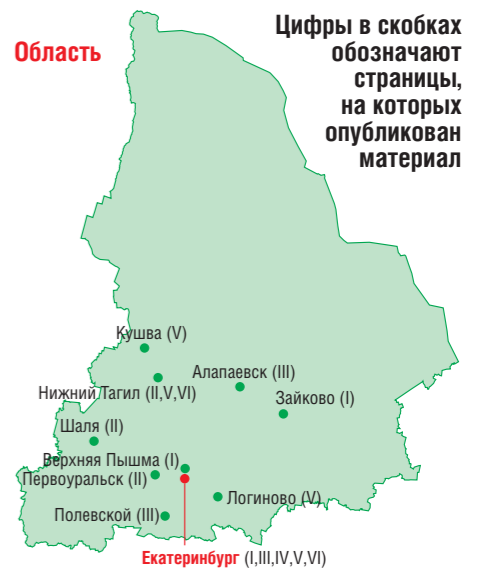 Область
Цифры в скобках
обозначают
страницы,
на которых
опубликован
материал
Кушва (V)
Алапаевск (III)
Нижний Тагил (II,V,VI)
Зайково (I)
Шаля (II)
Верхняя Пышма (I)
Первоуральск (II)
Логиново (V)
Полевской (III)
Екатеринбург (I,III,IV,V,VI)